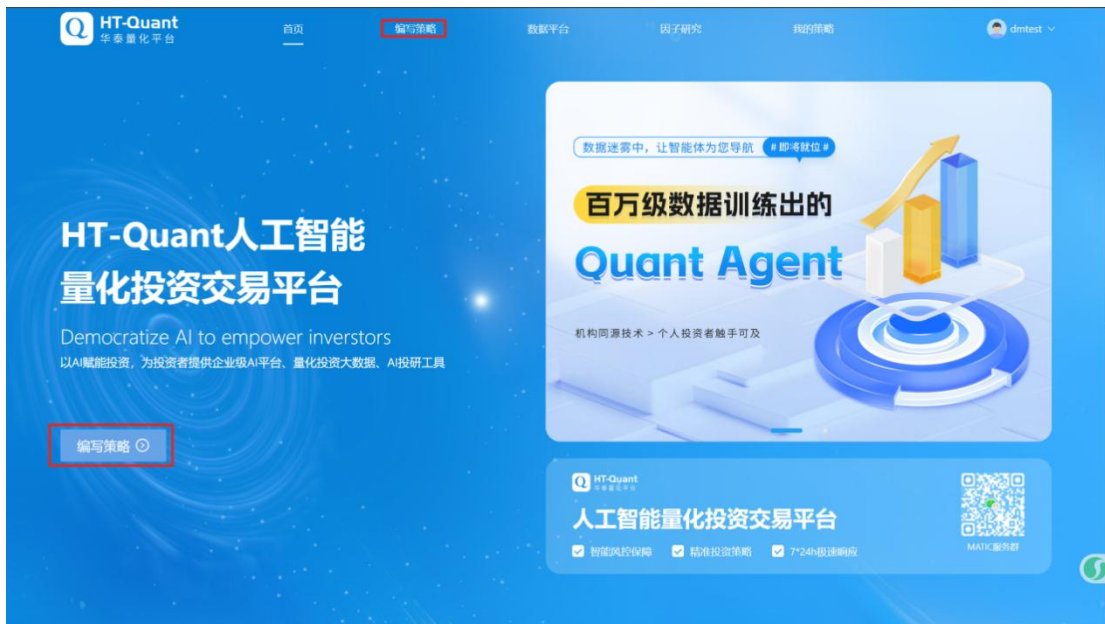 HT-Quant
华泰量化平台
首页
编写策略
数据平台
因子研究
我的策略
dmtest
数据迷雾中，让智能体为您导航
# 即将就位 #
百万级数据训练出的
Quant Agent
机构同源技术 > 个人投资者触手可及
HT-Quant人工智能
量化投资交易平台
Democratize AI to empower inverstors
以AI赋能投资，为投资者提供企业级AI平台、量化投资大数据、AI投研工具
编写策略
HT-Quant
华泰量化平台
人工智能量化投资交易平台
智能风控保障
精准投资策略
7*24h极速响应
MATIC服务群